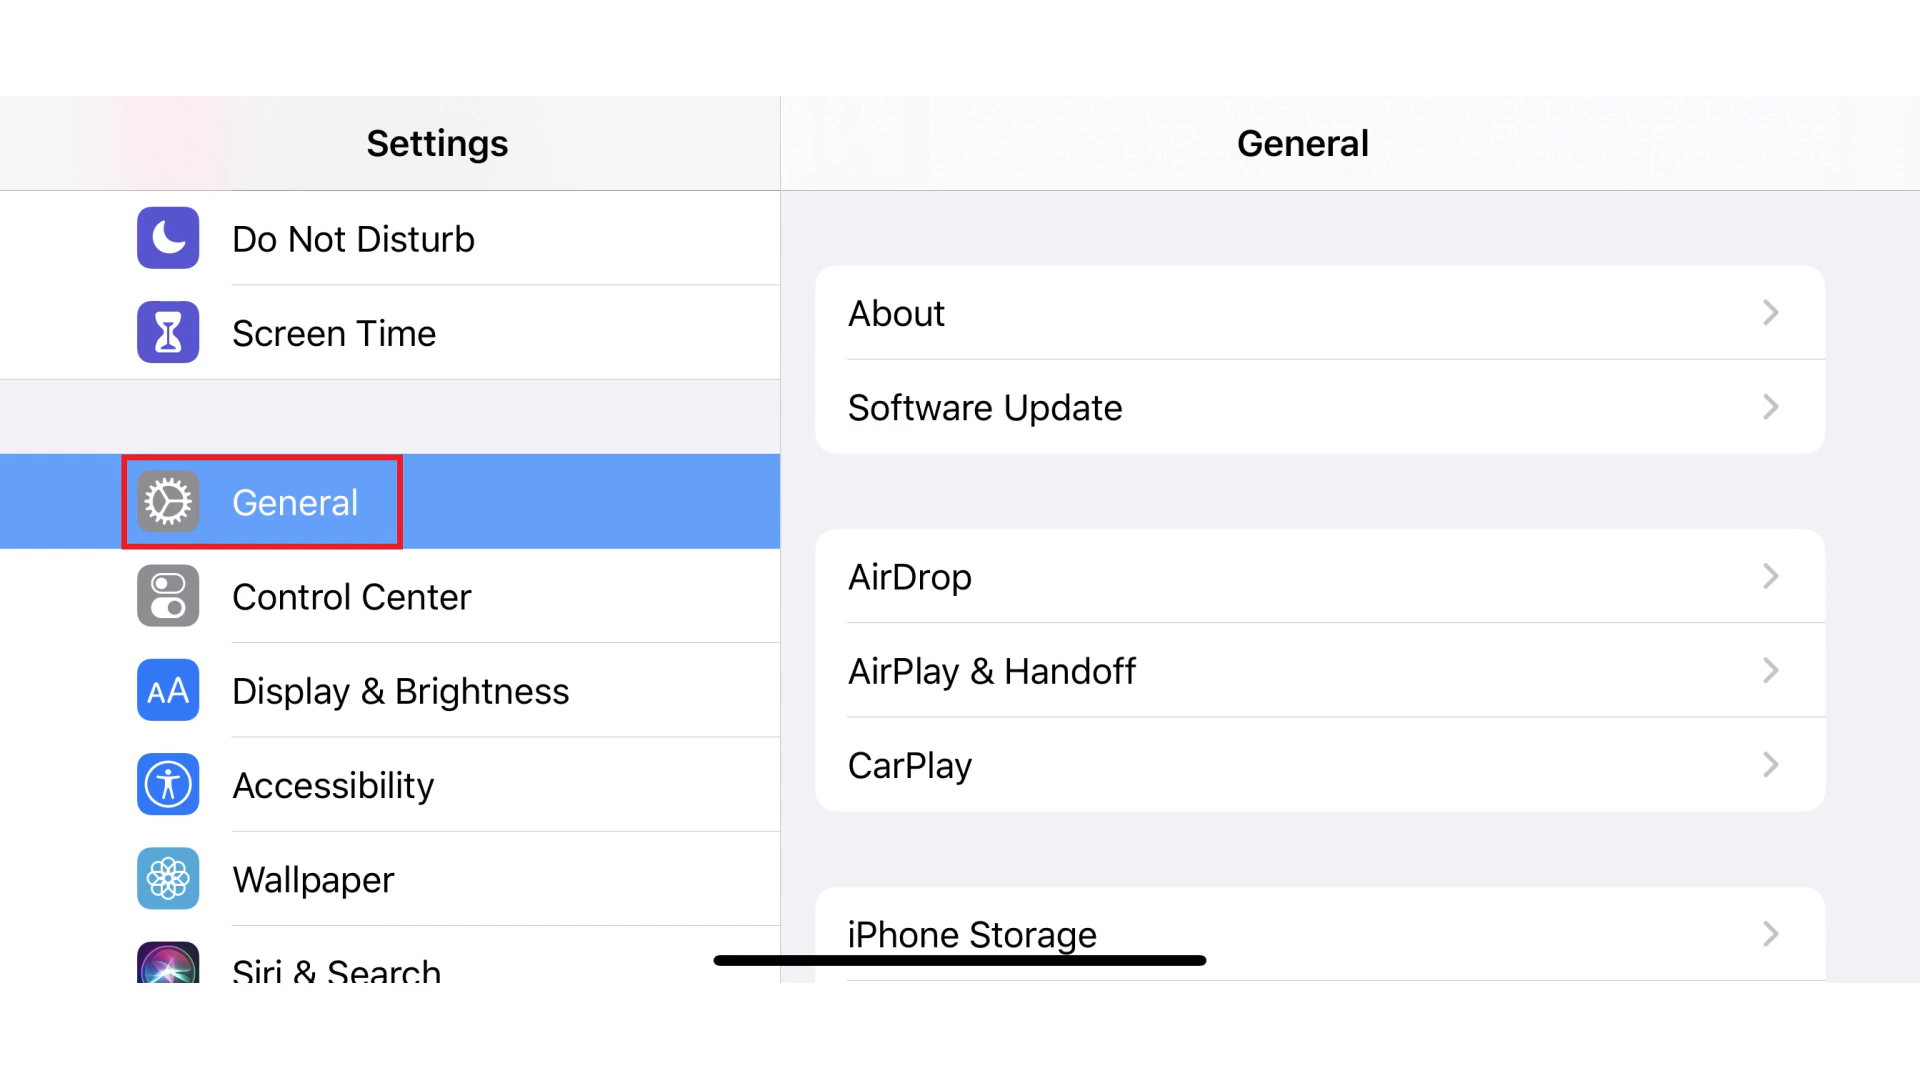 Settings
Do Not Disturb
Screen Time
General
Control Center
AA Display & Brightness
Accessibility
Wallpaper
Siri & Search
General
About
Software Update
AirDrop
AirPlay & Handoff
CarPlay
iPhone Storage